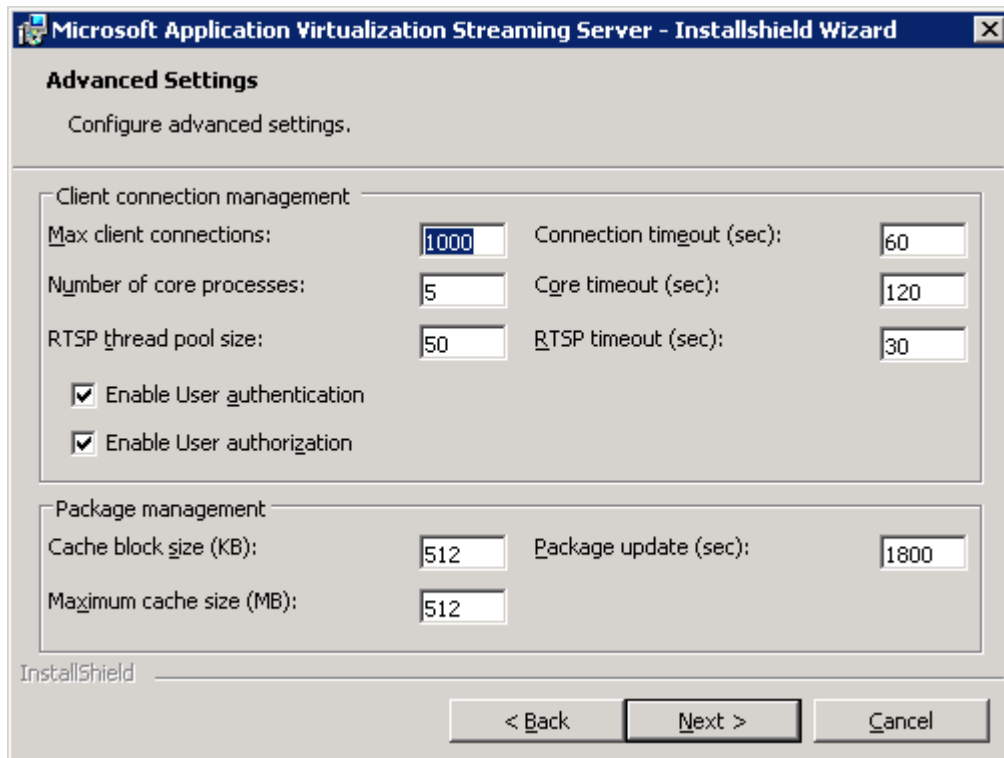 Microsoft Application Virtualization Streaming Server - Installshield Wizard
Advanced Settings
Configure advanced settings.
Client connection management
Max client connections: 1000 Connection timeout (sec): 60
Number of core processes: 5 Core timeout (sec): 120
RTSP thread pool size: 50 RTSP timeout (sec): 30
Enable User authentication
Enable User authorization
Package management
Cache block size (KB): 512 Package update (sec): 1800
Maximum cache size (MB): 512
InstallShield
< Back Next > Cancel